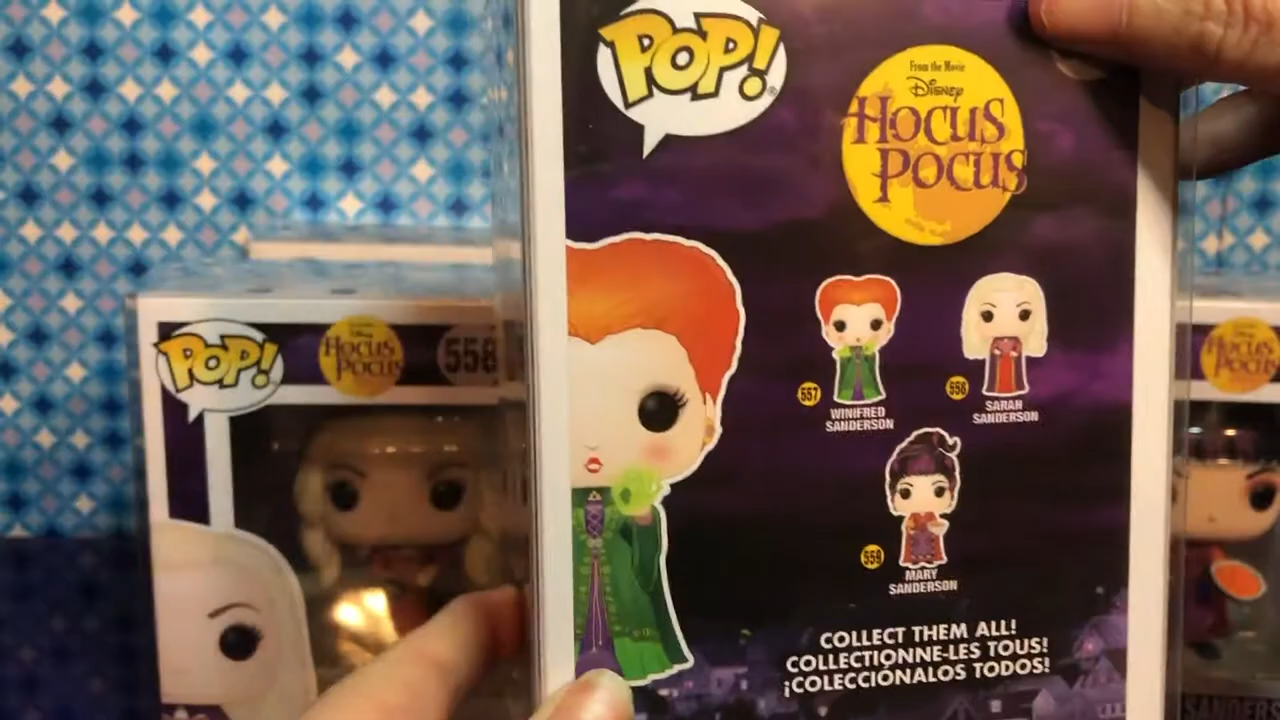 POP!
From the Movie
Disney
HOCUS
POCUS
557
WINIFRED
SANDERSON
558
SARAH
SANDERSON
559
MARY
SANDERSON
COLLECT THEM ALL!
COLLECTIONNE-LES TOUS!
¡COLECCIÓNALOS TODOS!
POP!
Disney
HOCUS
POCUS
558
HOCUS
POCUS